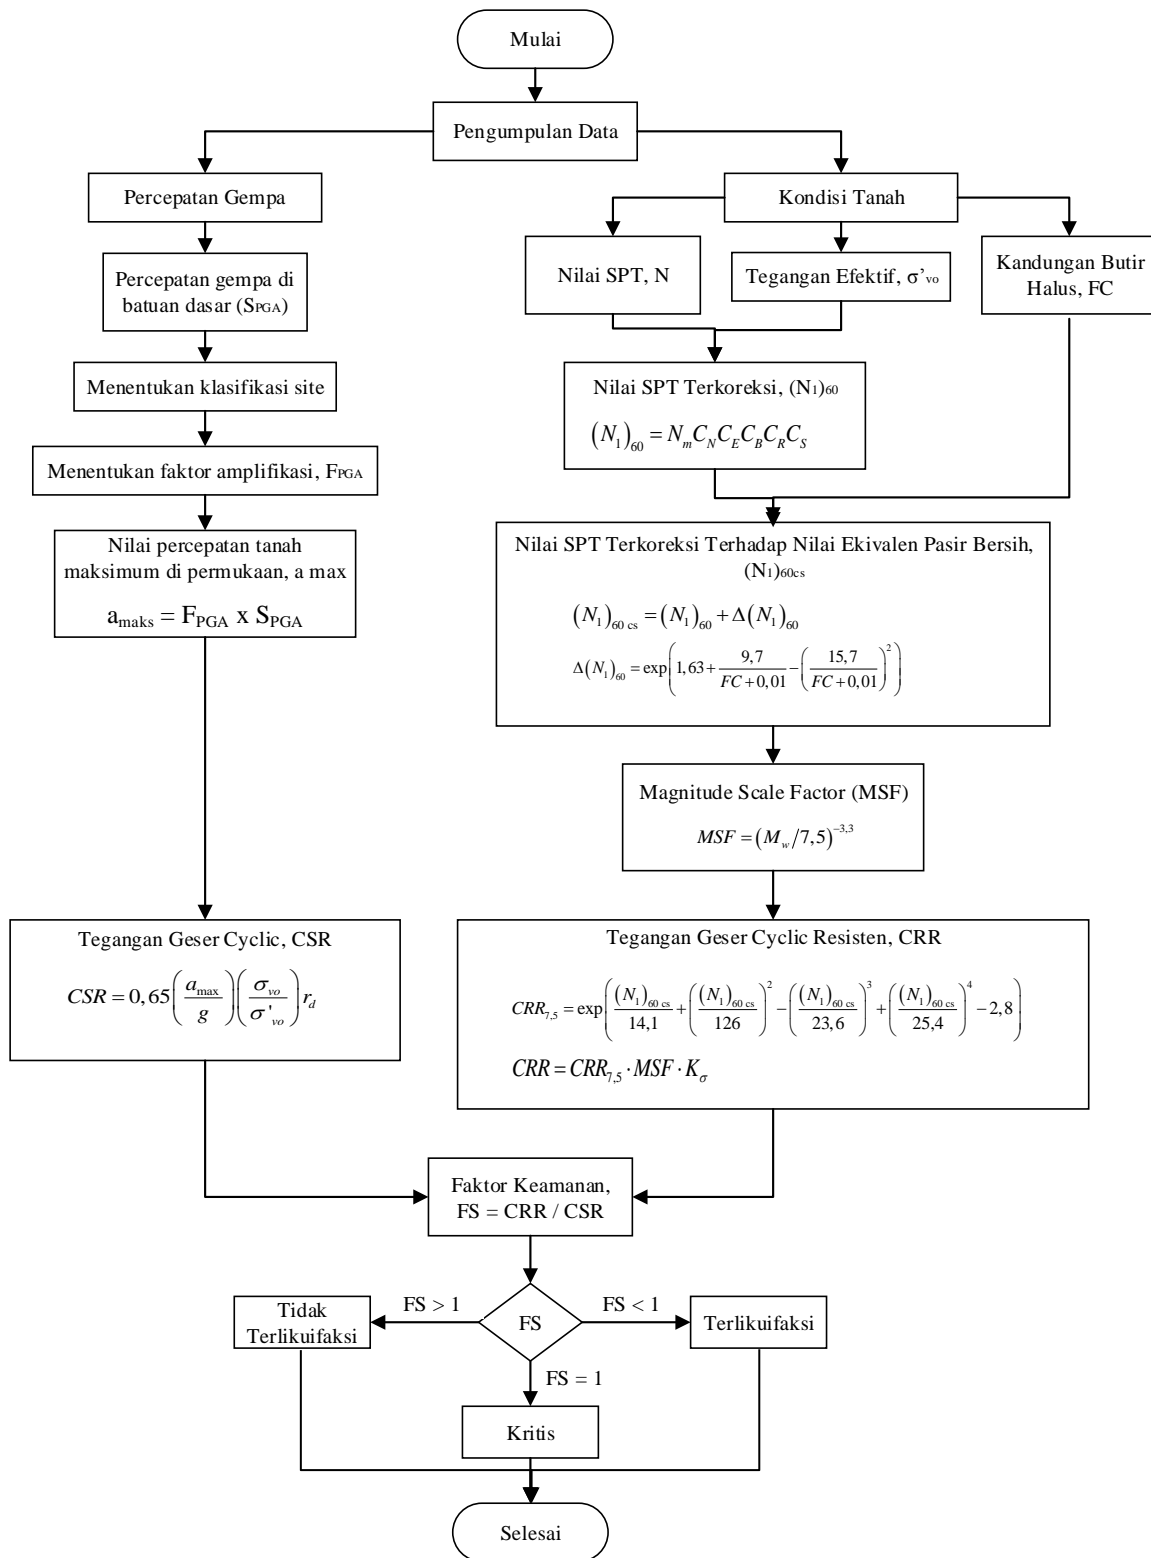 Mulai
Pengumpulan Data
Percepatan Gempa
Kondisi Tanah
Percepatan gempa di
batuan dasar (SPGA)
Nilai SPT, N
Tegangan Efektif, σ’vo
Kandungan Butir
Halus, FC
Menentukan klasifikasi site
Nilai SPT Terkoreksi, (N1)60
(N1)60 = NmCNCECBCRCS
Menentukan faktor amplifikasi, FPGA
Nilai percepatan tanah
maksimum di permukaan, a max
amaks = FPGA x SPGA
Nilai SPT Terkoreksi Terhadap Nilai Ekivalen Pasir Bersih,
(N1)60cs
(N1)60 cs = (N1)60 + Δ(N1)60
Δ(N1)60 = exp(1,63 + 9,7/(FC + 0,01) − (15,7/(FC + 0,01))^2)
Magnitude Scale Factor (MSF)
MSF = (Mw/7,5)^−3,3
Tegangan Geser Cyclic, CSR
CSR = 0,65(amax/g)(σvo/σ'vo) rd
Tegangan Geser Cyclic Resisten, CRR
CRR7,5 = exp((N1)60 cs/14,1 + ((N1)60 cs/126)^2 − ((N1)60 cs/23,6)^3 + ((N1)60 cs/25,4)^4 − 2,8)
CRR = CRR7,5 · MSF · Kσ
Faktor Keamanan,
FS = CRR / CSR
Tidak
Terlikuifaksi
FS > 1
FS
FS < 1
Terlikuifaksi
FS = 1
Kritis
Selesai